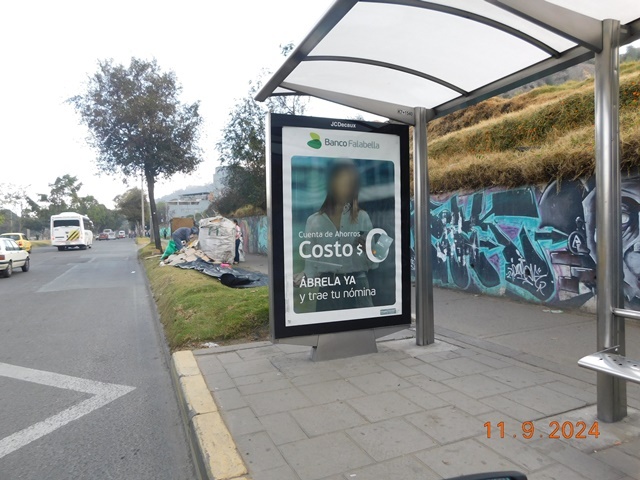 JCDecaux
Banco Falabella
Cuenta de Ahorros
Costo $0
ÁBRELA YA
y trae tu nómina
11.9.2024